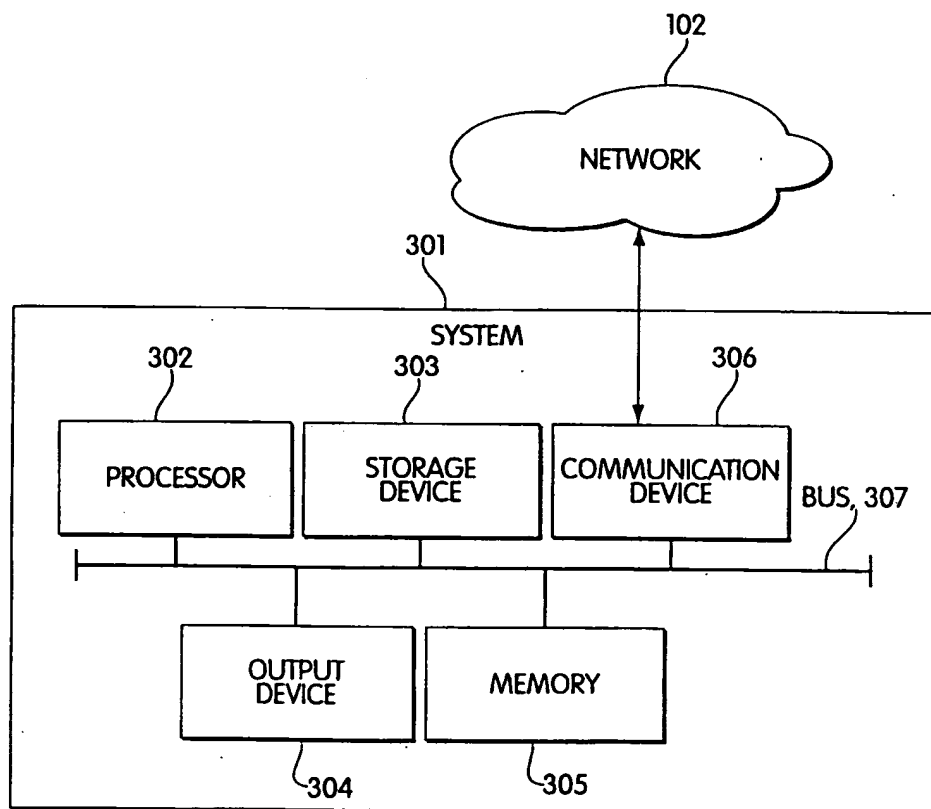 102
NETWORK
301
SYSTEM
302
303
306
PROCESSOR
STORAGE
DEVICE
COMMUNICATION
DEVICE
BUS, 307
OUTPUT
DEVICE
MEMORY
304
305